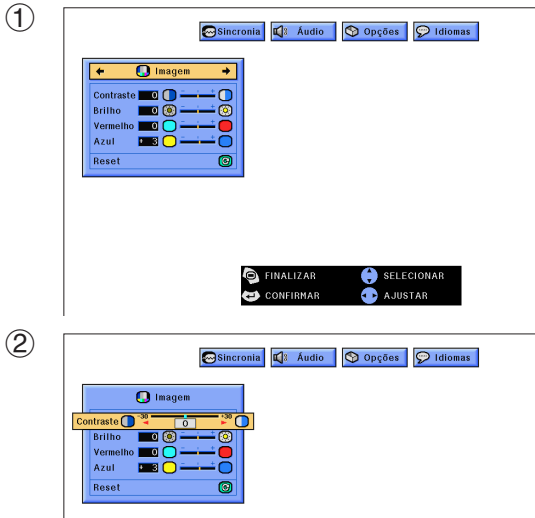 ①
Sincronia Áudio Opções Idiomas
Imagem
Contraste 0 - +
Brilho 0 - +
Vermelho 0 - +
Azul + 3 - +
Reset
FINALIZAR SELECIONAR
CONFIRMAR AJUSTAR
②
Sincronia Áudio Opções Idiomas
Imagem
Contraste -30 0 +30
Brilho 0 - +
Vermelho 0 - +
Azul + 3 - +
Reset